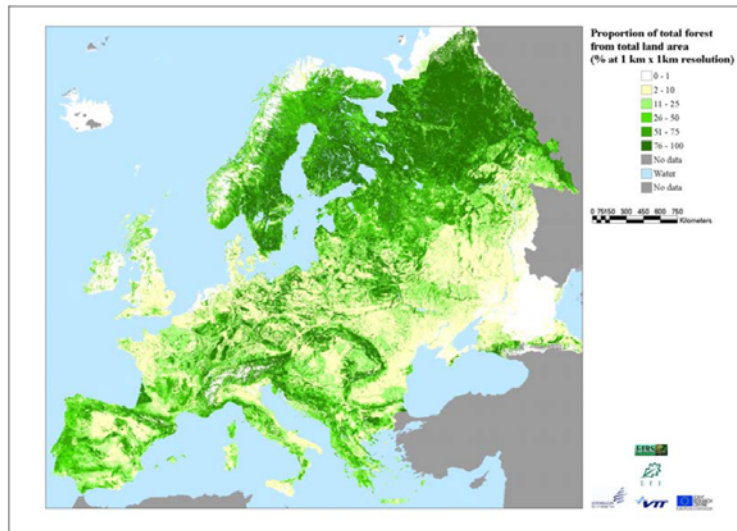 Proportion of total forest
from total land area
(% at 1 km x 1km resolution)
0 - 1
2 - 10
11 - 25
26 - 50
51 - 75
76 - 100
No data
Water
No data
0 75150 300 450 600 750
Kilometers
E F I
VTT